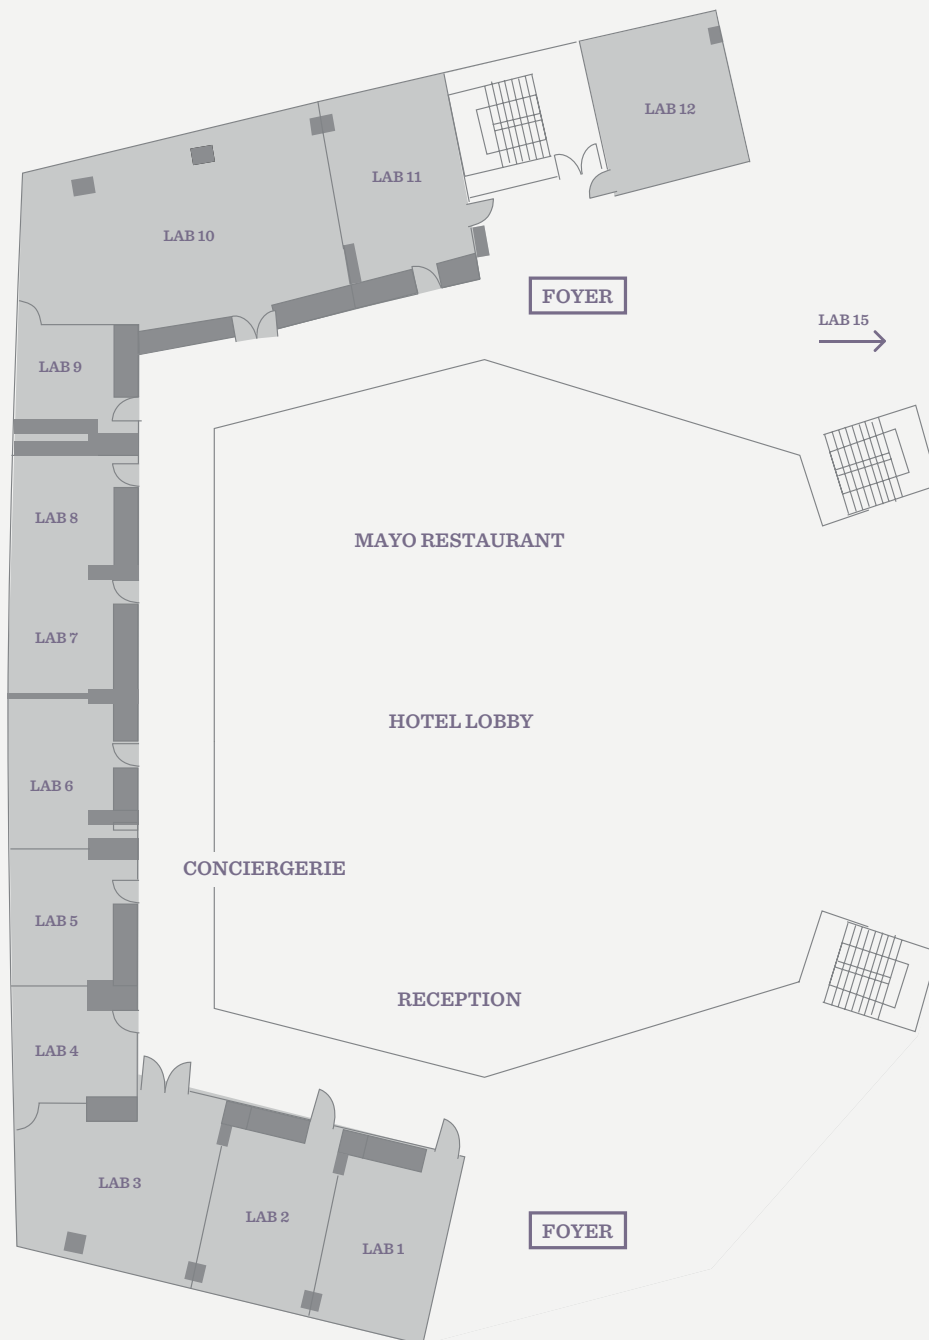 LAB 12
LAB 11
LAB 10
FOYER
LAB 15
LAB 9
LAB 8
MAYO RESTAURANT
LAB 7
HOTEL LOBBY
LAB 6
CONCIERGERIE
LAB 5
RECEPTION
LAB 4
LAB 3
LAB 2
FOYER
LAB 1